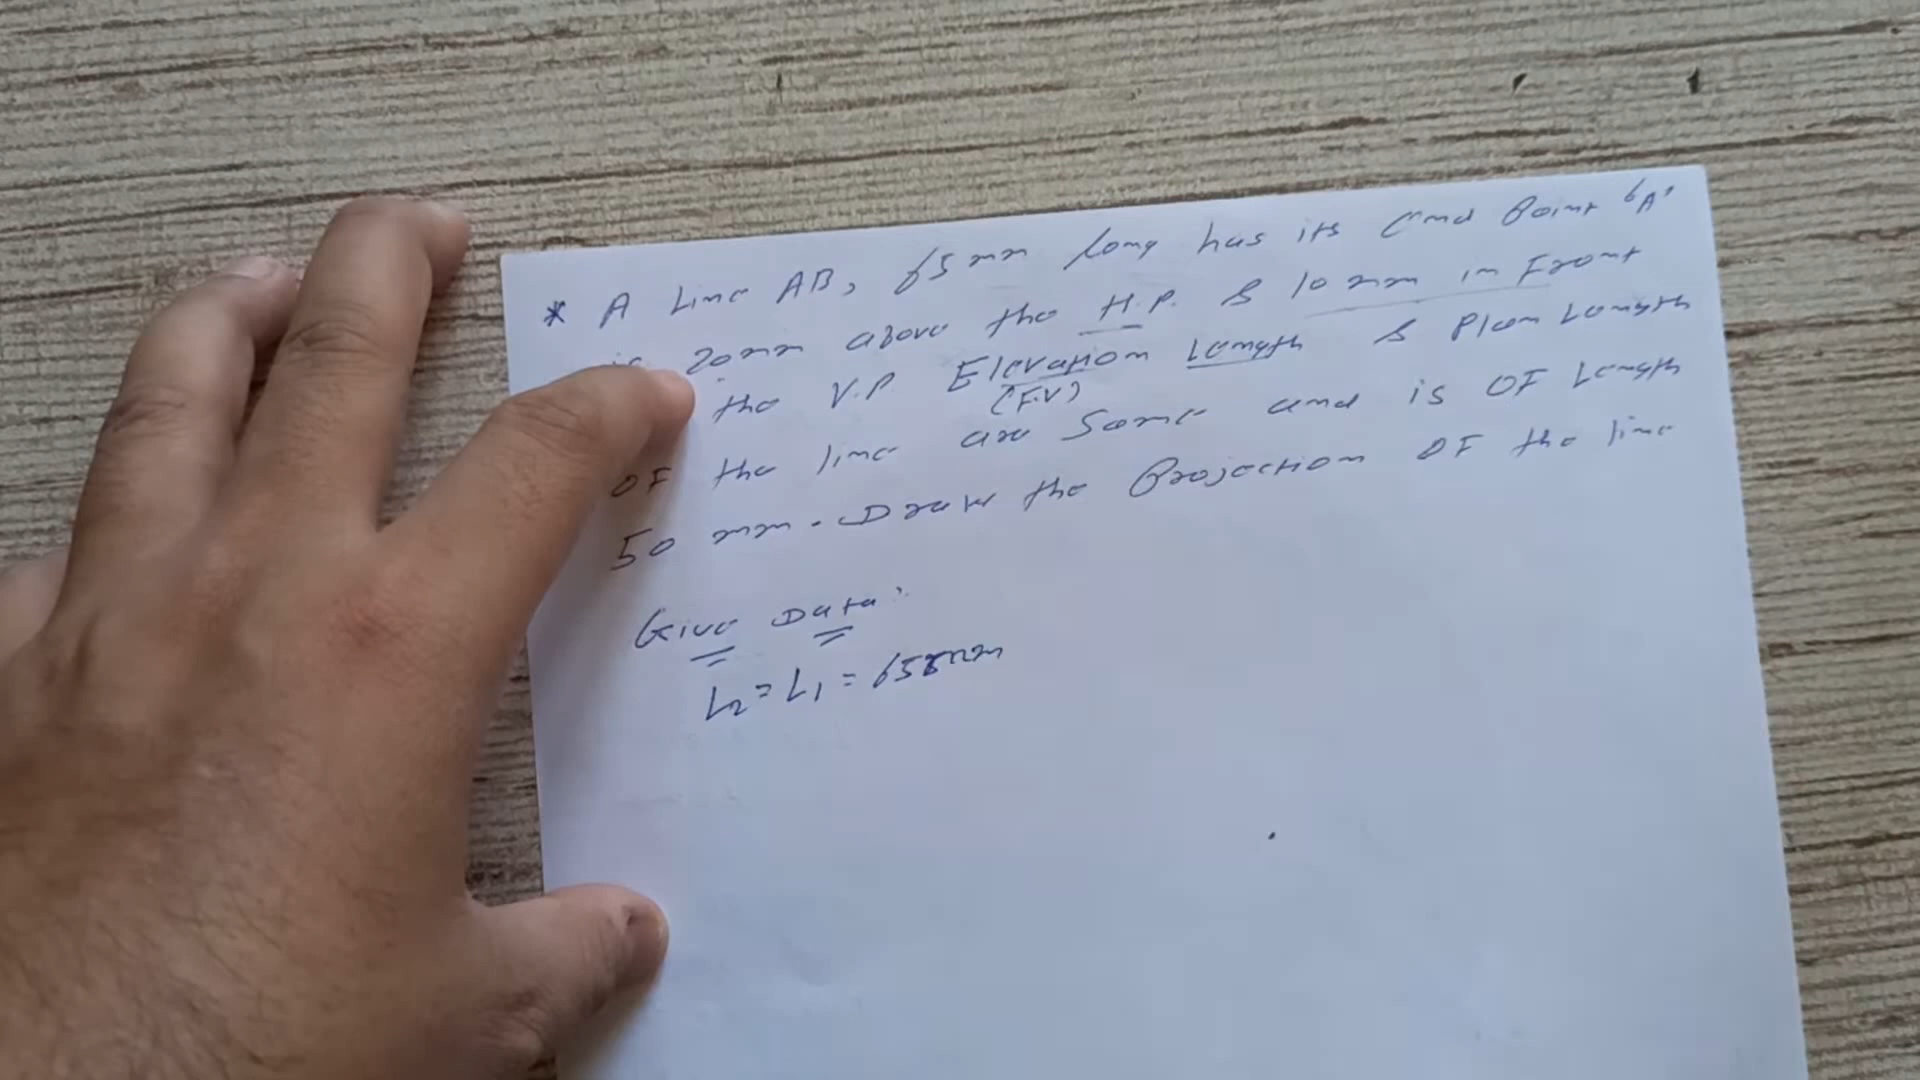 * A Line AB, 65 mm long has its end Point 'A'
is 20mm above the H.P. & 10 mm in Front
the V.P Elevation Length & Plan Length
(F.V)
OF the line are Same and is OF Length
50 mm. Draw the Projection OF the line
Give Data:
L2 = L1 = 65mm